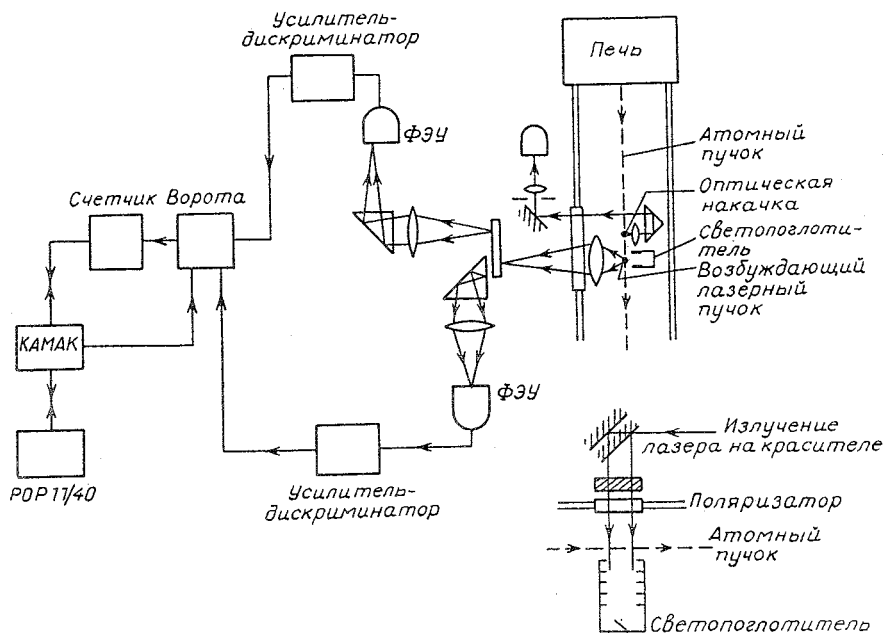 Усилитель-
дискриминатор
Печь
ФЭУ
Атомный
пучок
Оптическая
накачка
Светопоглоти-
тель
Возбуждающий
лазерный
пучок
Счетчик Ворота
КАМАК
РОР 11/40
ФЭУ
Усилитель-
дискриминатор
Излучение
лазера на красителе
Поляризатор
Атомный
пучок
Светопоглотитель